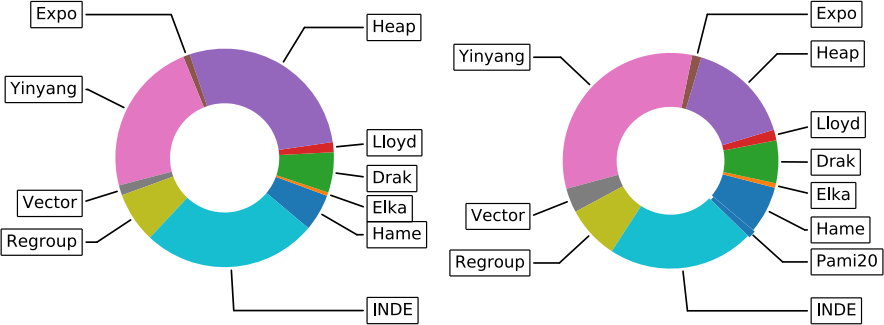 Expo
Heap
Yinyang
Lloyd
Drak
Vector
Elka
Regroup
Hame
INDE
Expo
Yinyang
Heap
Lloyd
Drak
Elka
Vector
Hame
Regroup
Pami20
INDE